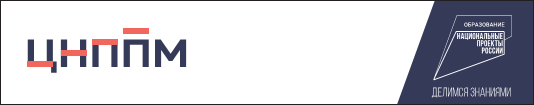 ЦНППМ
ОБРАЗОВАНИЕ
НАЦИОНАЛЬНЫЕ
ПРОЕКТЫ
РОССИИ
ДЕЛИМСЯ ЗНАНИЯМИ